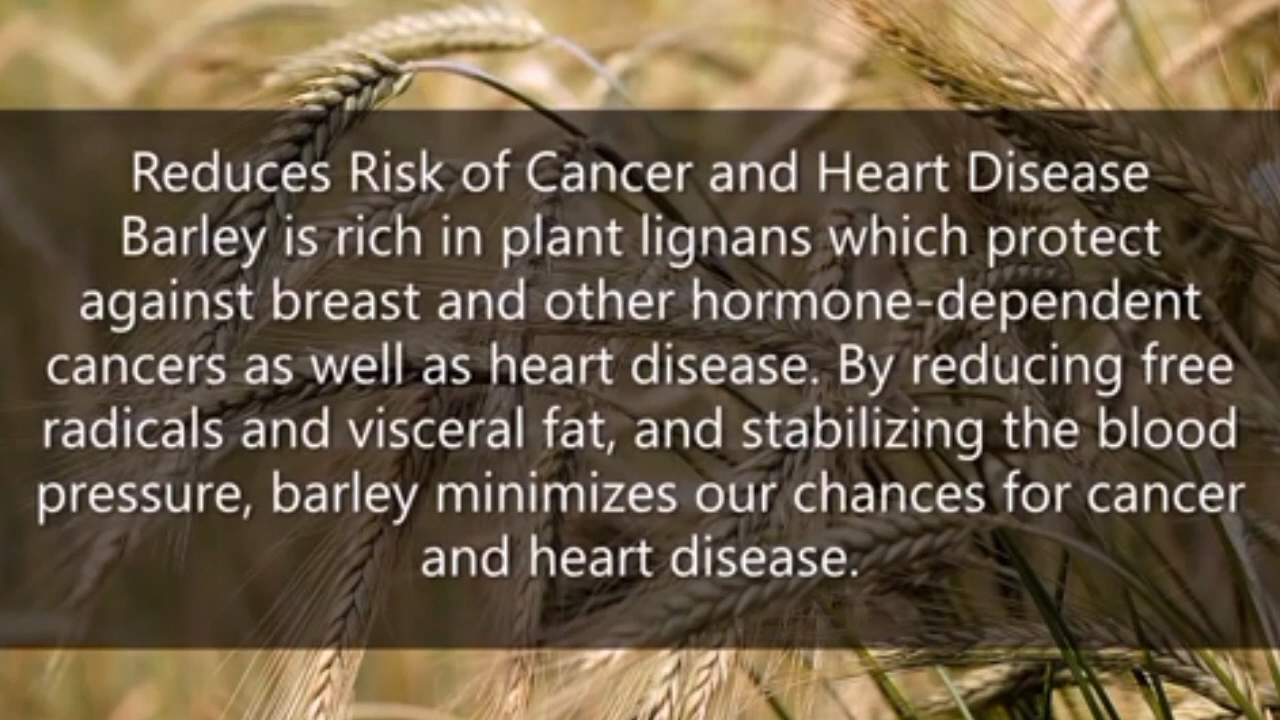 Reduces Risk of Cancer and Heart Disease
Barley is rich in plant lignans which protect
against breast and other hormone-dependent
cancers as well as heart disease. By reducing free
radicals and visceral fat, and stabilizing the blood
pressure, barley minimizes our chances for cancer
and heart disease.